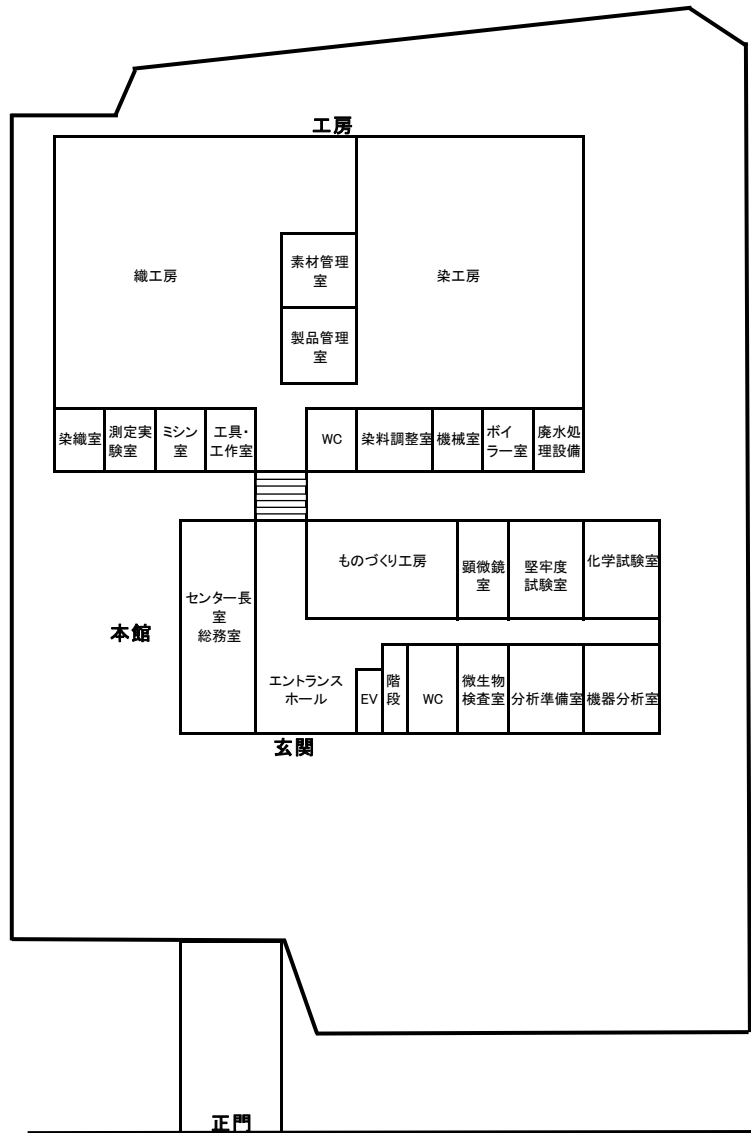 工房
織工房
素材管理
室
染工房
製品管理
室
染織室
測定実
験室
ミシン
室
工具・
工作室
WC
染料調整室
機械室
ボイ
ラー室
廃水処
理設備
本館
センター長
室
総務室
ものづくり工房
顕微鏡
室
堅牢度
試験室
化学試験室
エントランス
ホール
EV
階
段
WC
微生物
検査室
分析準備室
機器分析室
玄関
正門